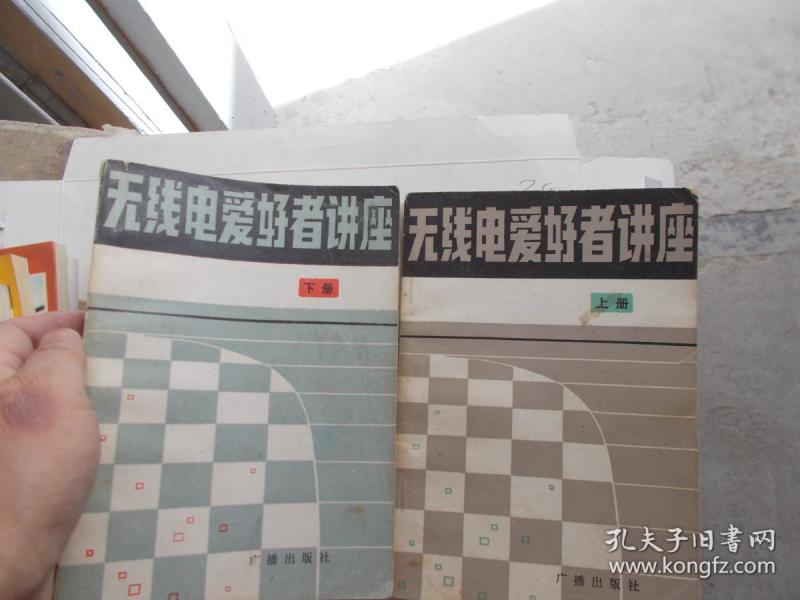 无线电爱好者讲座
下册
广播出版社
无线电爱好者讲座
上册
广播出版社
孔夫子旧书网
www.kongfz.com